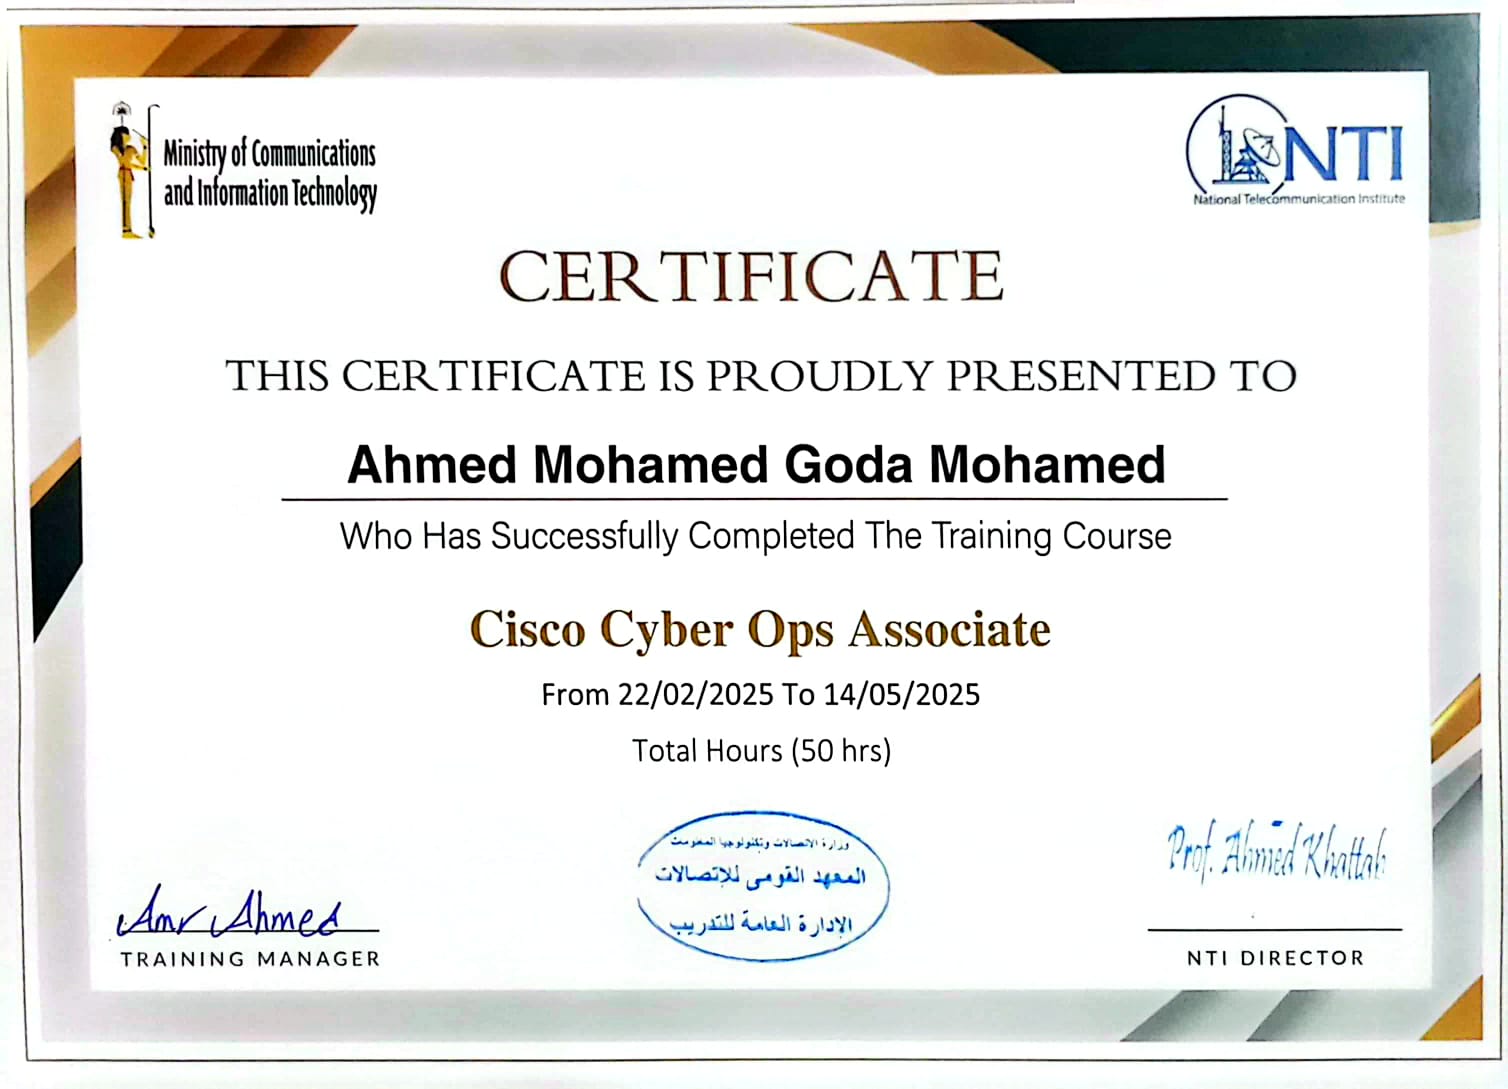 Ministry of Communications
and Information Technology
NTI
National Telecommunication Institute
CERTIFICATE
THIS CERTIFICATE IS PROUDLY PRESENTED TO
Ahmed Mohamed Goda Mohamed
Who Has Successfully Completed The Training Course
Cisco Cyber Ops Associate
From 22/02/2025 To 14/05/2025
Total Hours (50 hrs)
وزارة الاتصالات وتكنولوجيا المعلومات
المعهد القومى للإتصالات
الإدارة العامة للتدريب
Prof. Ahmed Khattab
Amr Ahmed
TRAINING MANAGER
NTI DIRECTOR